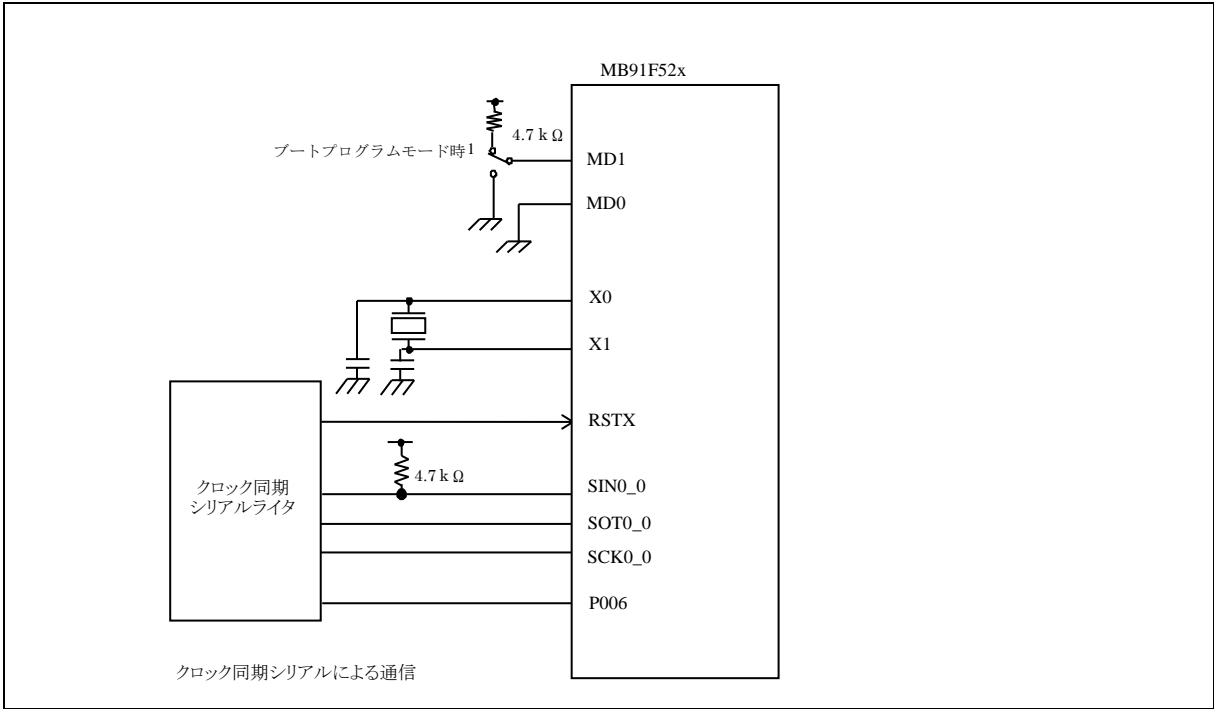 MB91F52x
4.7 k Ω
ブートプログラムモード時1
MD1
MD0
X0
X1
RSTX
4.7 k Ω
クロック同期
シリアルライタ
SIN0_0
SOT0_0
SCK0_0
P006
クロック同期シリアルによる通信